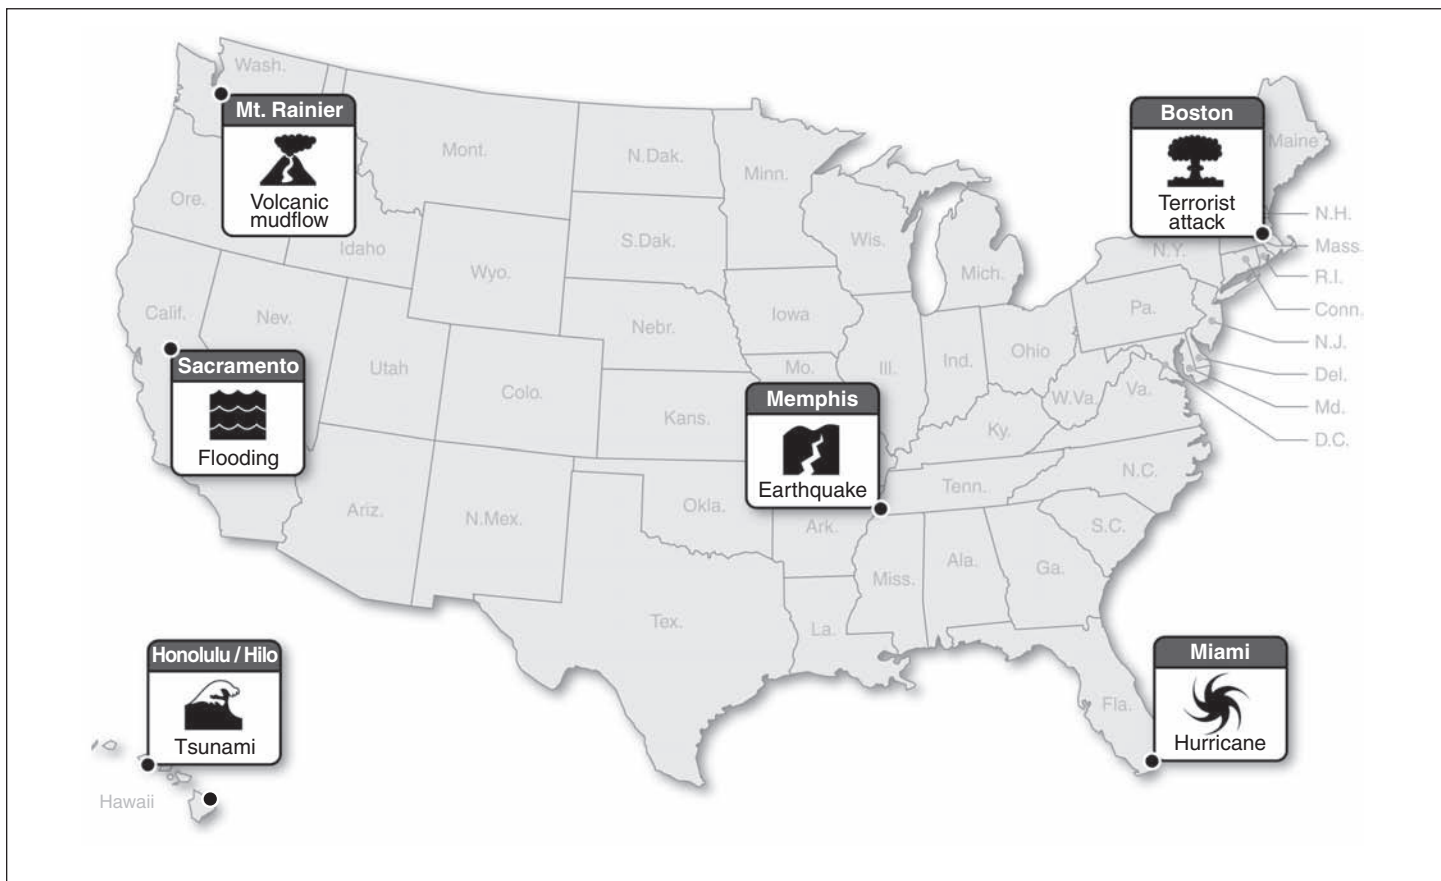 Wash.
Mt. Rainier
Volcanic
mudflow
Boston
Terrorist
attack
Maine
Mont.
N.Dak.
Minn.
Ore.
Idaho
S.Dak.
Wis.
Mich.
N.Y.
N.H.
Mass.
R.I.
Conn.
N.J.
Del.
Md.
D.C.
Wyo.
Calif.
Nev.
Nebr.
Iowa
Pa.
Sacramento
Flooding
Utah
Colo.
Kans.
Mo.
Ill.
Ind.
Ohio
W.Va.
Va.
Memphis
Earthquake
Ky.
Tenn.
N.C.
Ariz.
N.Mex.
Okla.
Ark.
S.C.
Miss.
Ala.
Ga.
Tex.
La.
Fla.
Honolulu / Hilo
Tsunami
Hawaii
Miami
Hurricane